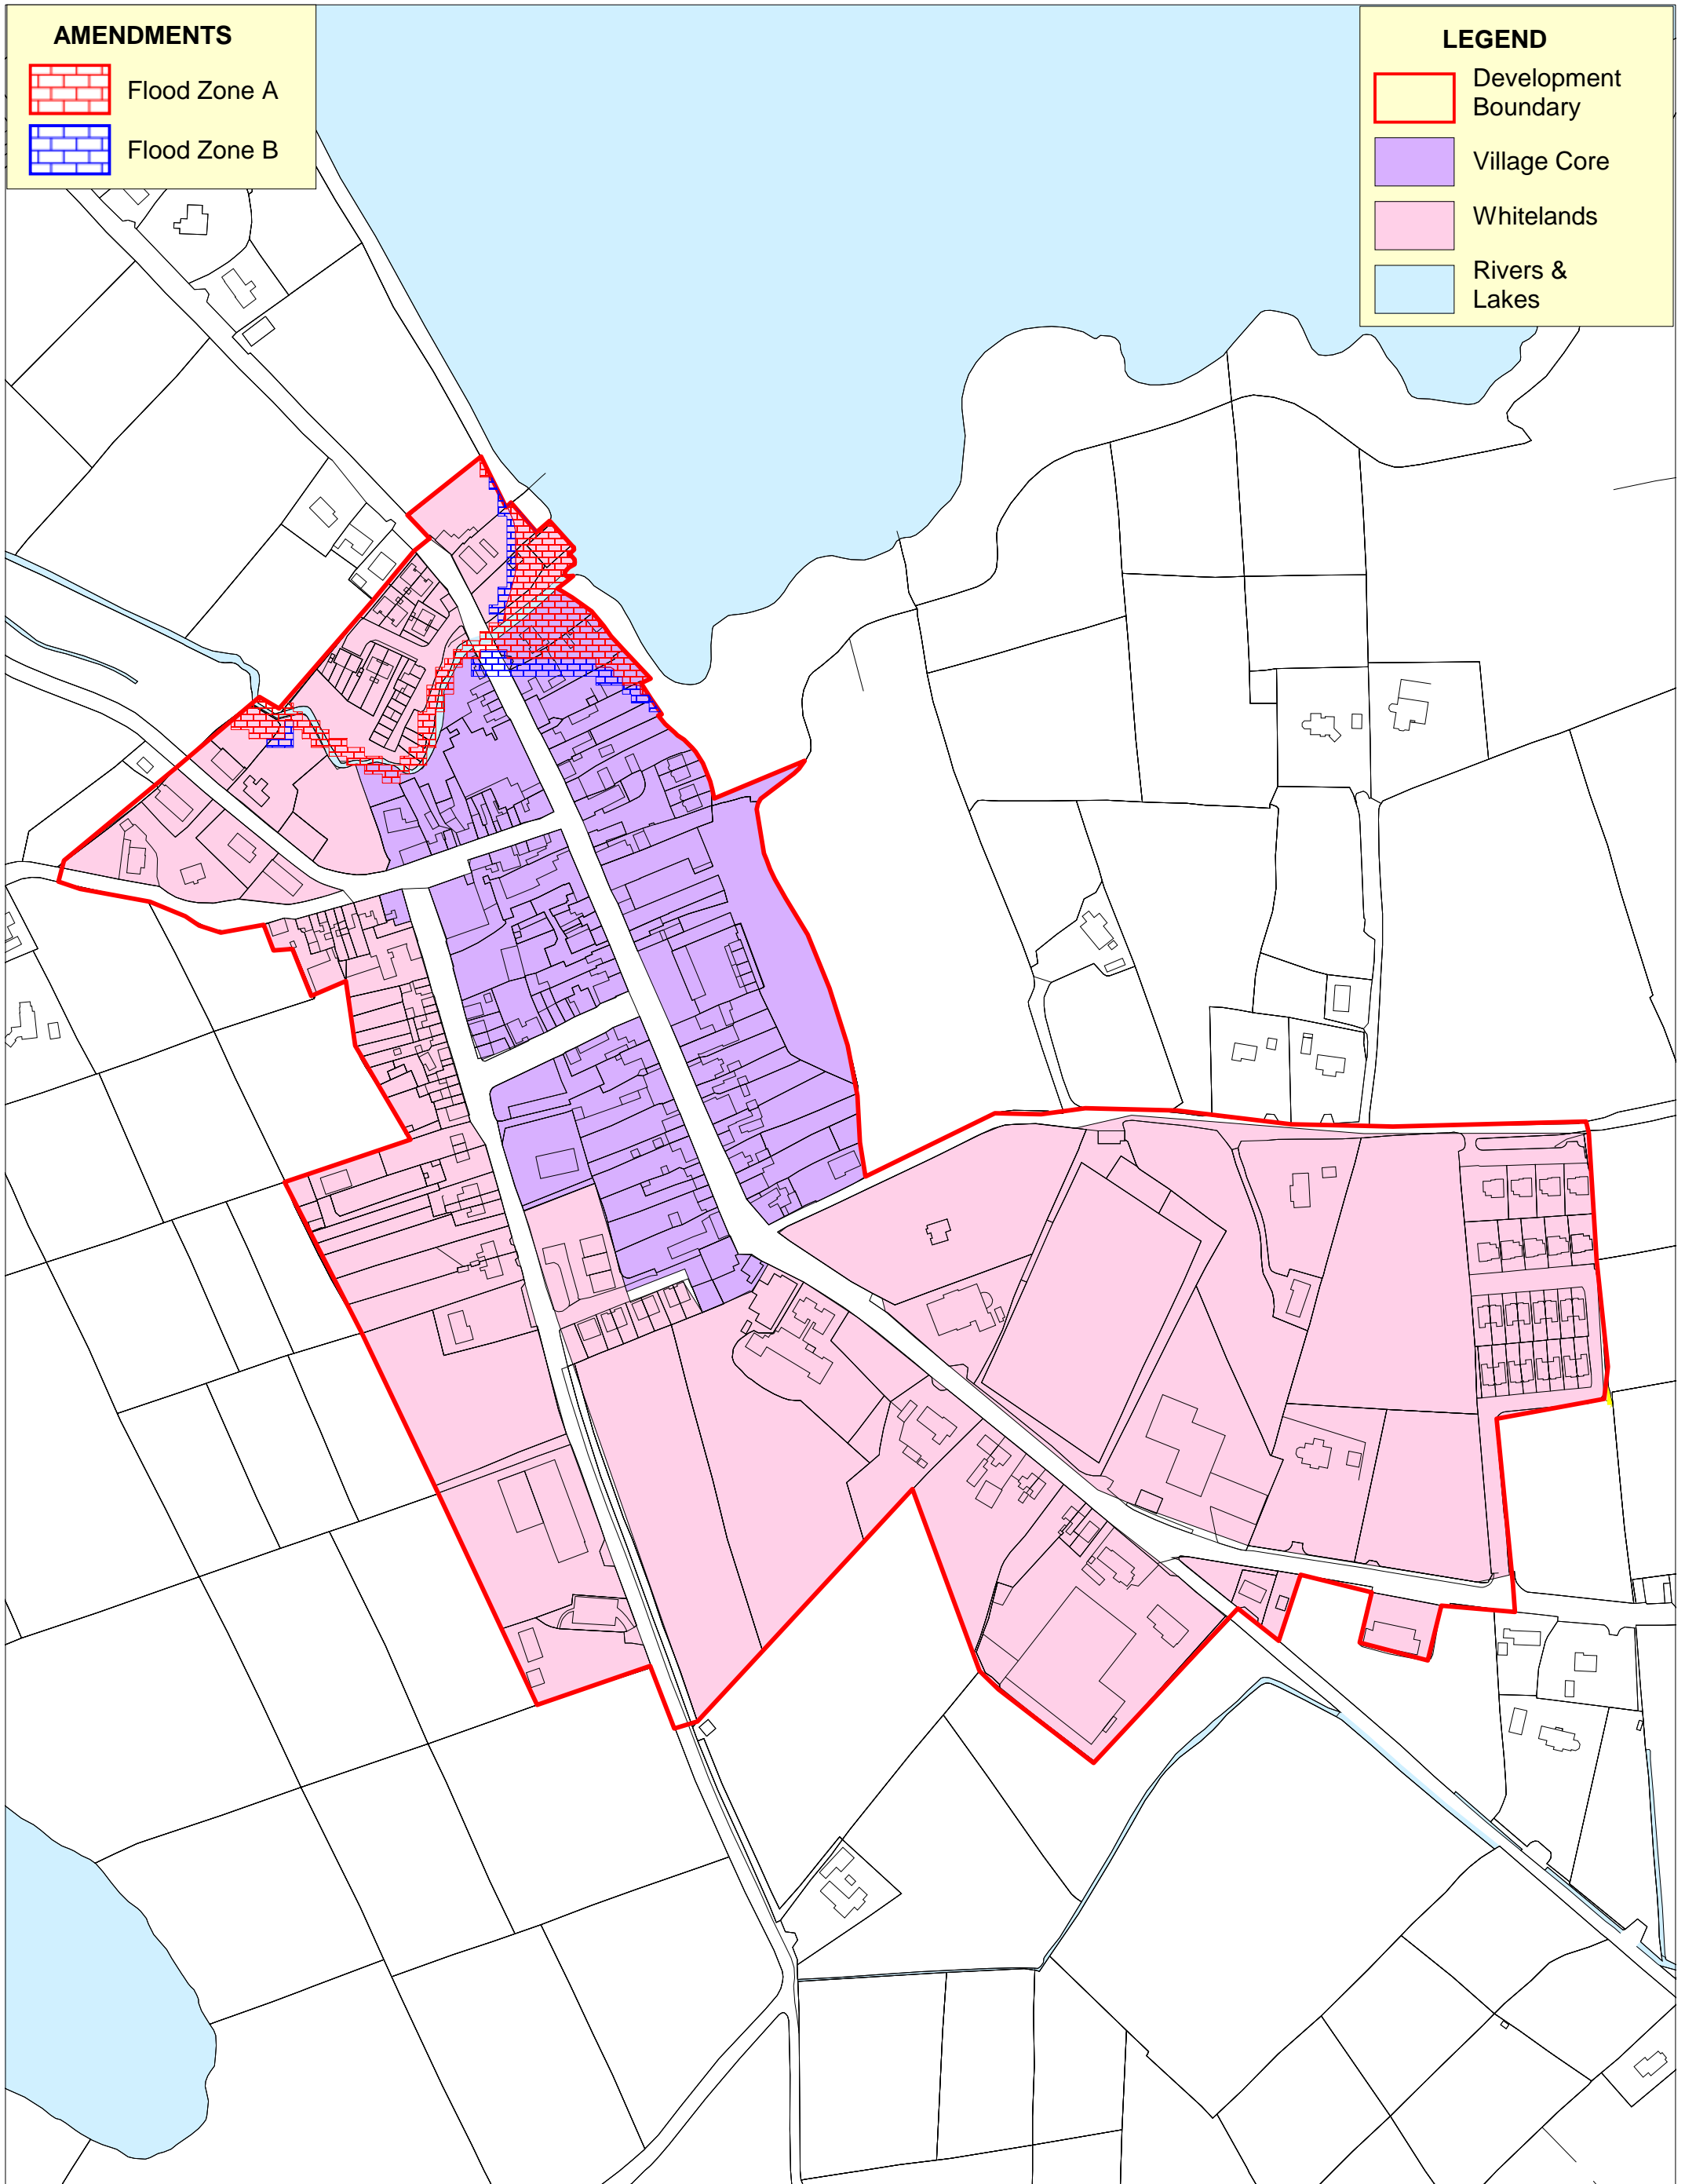 AMENDMENTS
Flood Zone A
Flood Zone B
LEGEND
Development
Boundary
Village Core
Whitelands
Rivers &
Lakes